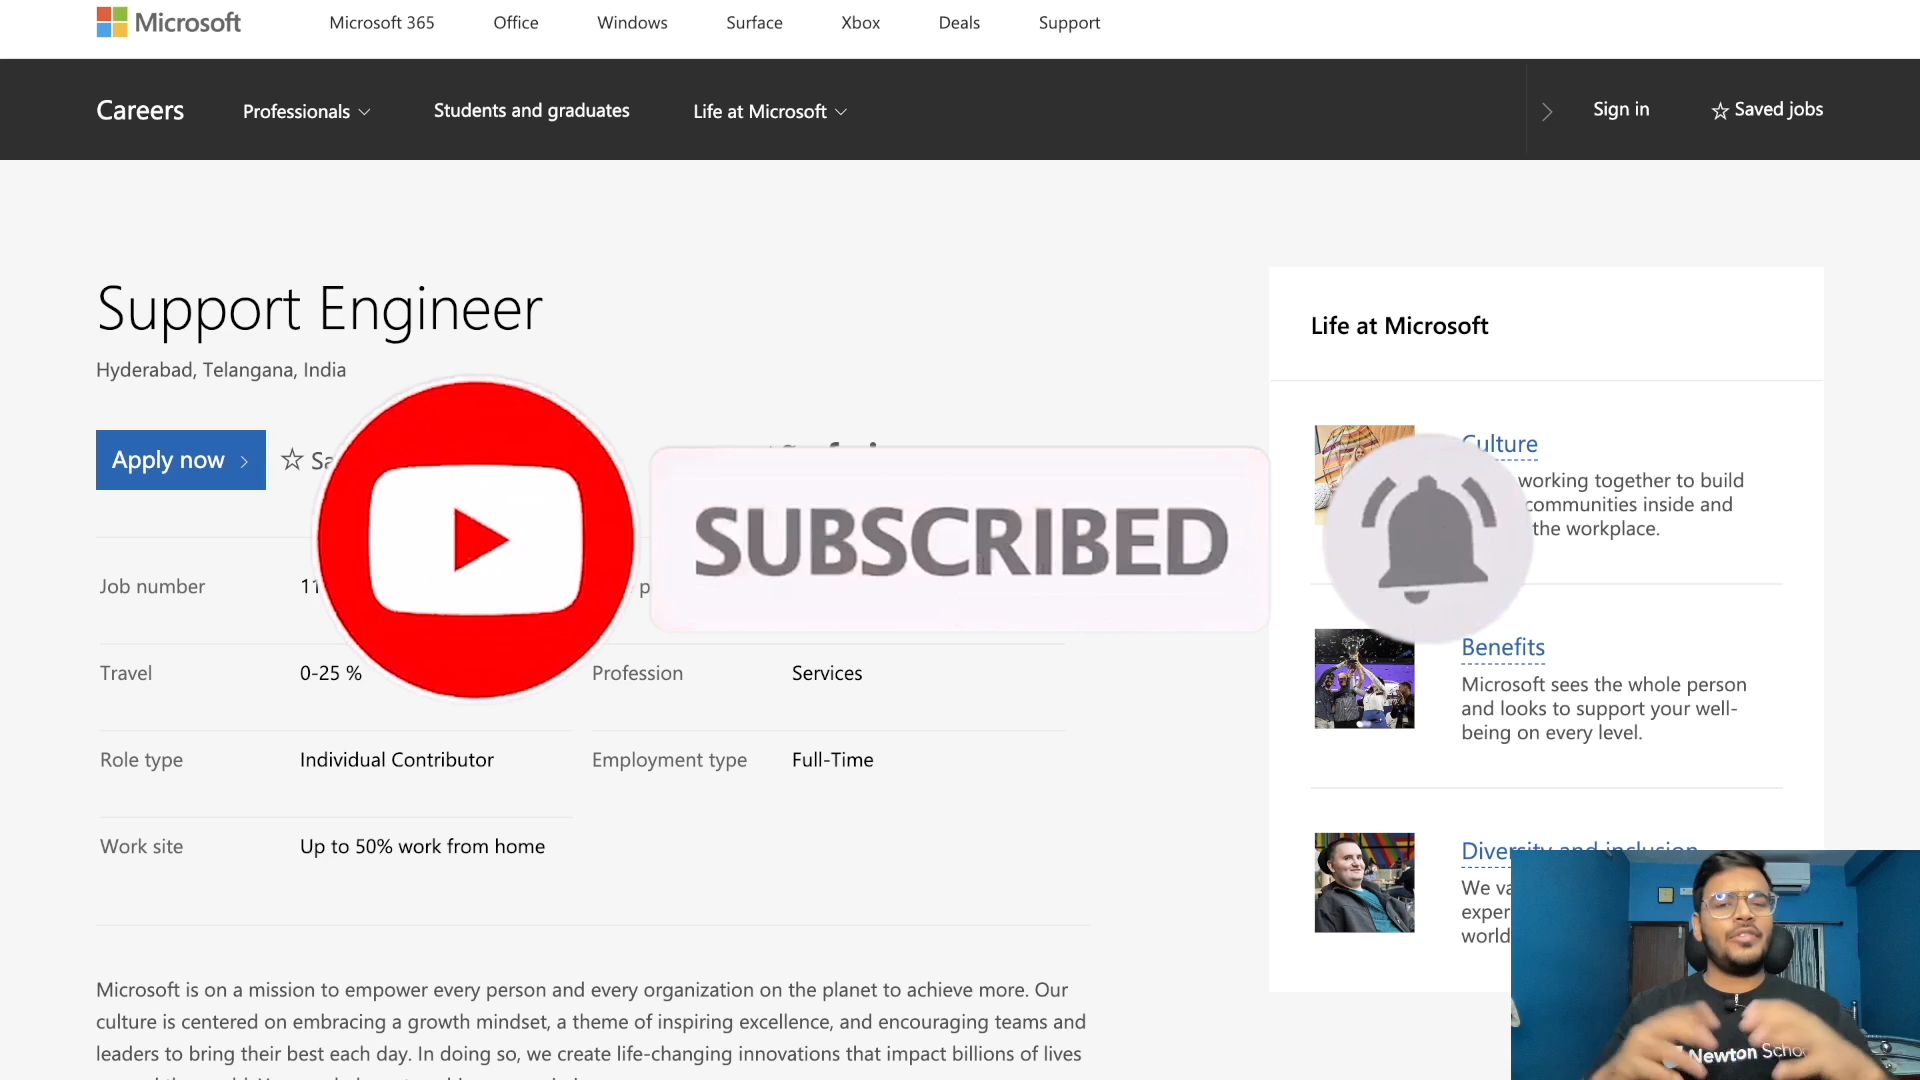 Microsoft
Microsoft 365 Office Windows Surface Xbox Deals Support
Careers Professionals Students and graduates Life at Microsoft Sign in Saved jobs
Support Engineer
Hyderabad, Telangana, India
Apply now
SUBSCRIBED
Job number
Travel 0-25 % Profession Services
Role type Individual Contributor Employment type Full-Time
Work site Up to 50% work from home
Microsoft is on a mission to empower every person and every organization on the planet to achieve more. Our
culture is centered on embracing a growth mindset, a theme of inspiring excellence, and encouraging teams and
leaders to bring their best each day. In doing so, we create life-changing innovations that impact billions of lives
Life at Microsoft
Culture
working together to build
communities inside and
the workplace.
Benefits
Microsoft sees the whole person
and looks to support your well-
being on every level.
Diversity and inclusion
We
Newton School